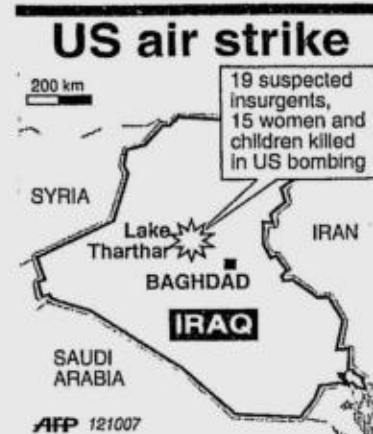 US air strike
200 km
19 suspected
insurgents,
15 women and
children killed
in US bombing
SYRIA
Lake
Tharthar
IRAN
BAGHDAD
IRAQ
SAUDI
ARABIA
AFP 121007